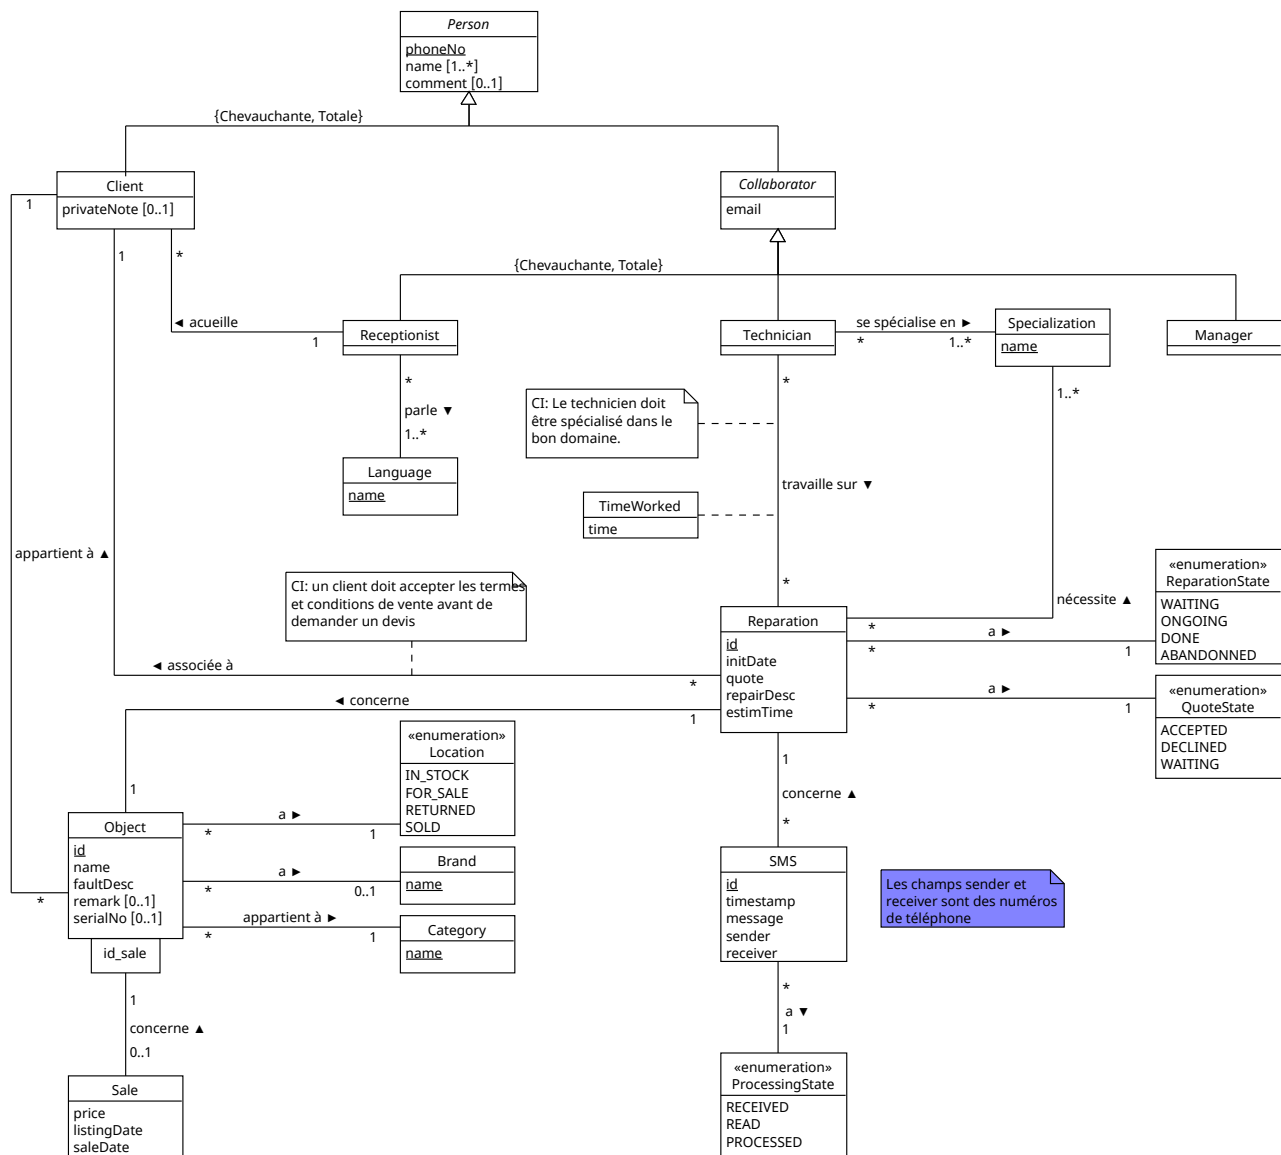 Person
phoneNo
name [1..*]
comment [0..1]
{Chevauchante, Totale}
Client
privateNote [0..1]
Collaborator
email
1
1
*
{Chevauchante, Totale}
◄ acueille
1
Receptionist
Technician
se spécialise en ►
*
1..*
Specialization
name
Manager
*
parle ▼
1..*
Language
name
*
CI: Le technicien doit
être spécialisé dans le
bon domaine.
1..*
travaille sur ▼
TimeWorked
time
appartient à ▲
*
CI: un client doit accepter les termes
et conditions de vente avant de
demander un devis
nécessite ▲
«enumeration»
ReparationState
WAITING
ONGOING
DONE
ABANDONNED
Reparation
id
initDate
quote
repairDesc
estimTime
*
a ►
*
1
◄ associée à
*
a ►
*
1
«enumeration»
QuoteState
ACCEPTED
DECLINED
WAITING
◄ concerne
1
1
«enumeration»
Location
IN_STOCK
FOR_SALE
RETURNED
SOLD
1
concerne ▲
*
Object
id
name
faultDesc
remark [0..1]
serialNo [0..1]
id_sale
*
a ►
*
1
a ►
*
0..1
Brand
name
appartient à ►
*
1
Category
name
SMS
id
timestamp
message
sender
receiver
Les champs sender et
receiver sont des numéros
de téléphone
1
concerne ▲
0..1
*
a ▼
1
Sale
price
listingDate
saleDate
«enumeration»
ProcessingState
RECEIVED
READ
PROCESSED